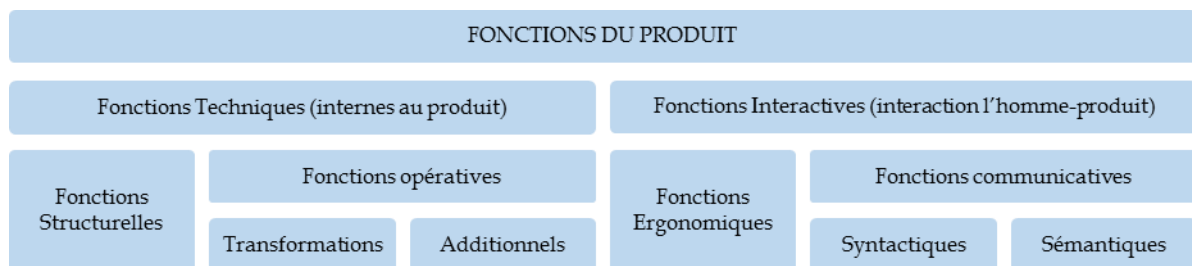 FONCTIONS DU PRODUIT
Fonctions Techniques (internes au produit)
Fonctions Interactives (interaction l'homme-produit)
Fonctions
Structurelles
Fonctions opératives
Transformations
Additionnels
Fonctions
Ergonomiques
Fonctions communicatives
Syntactiques
Sémantiques